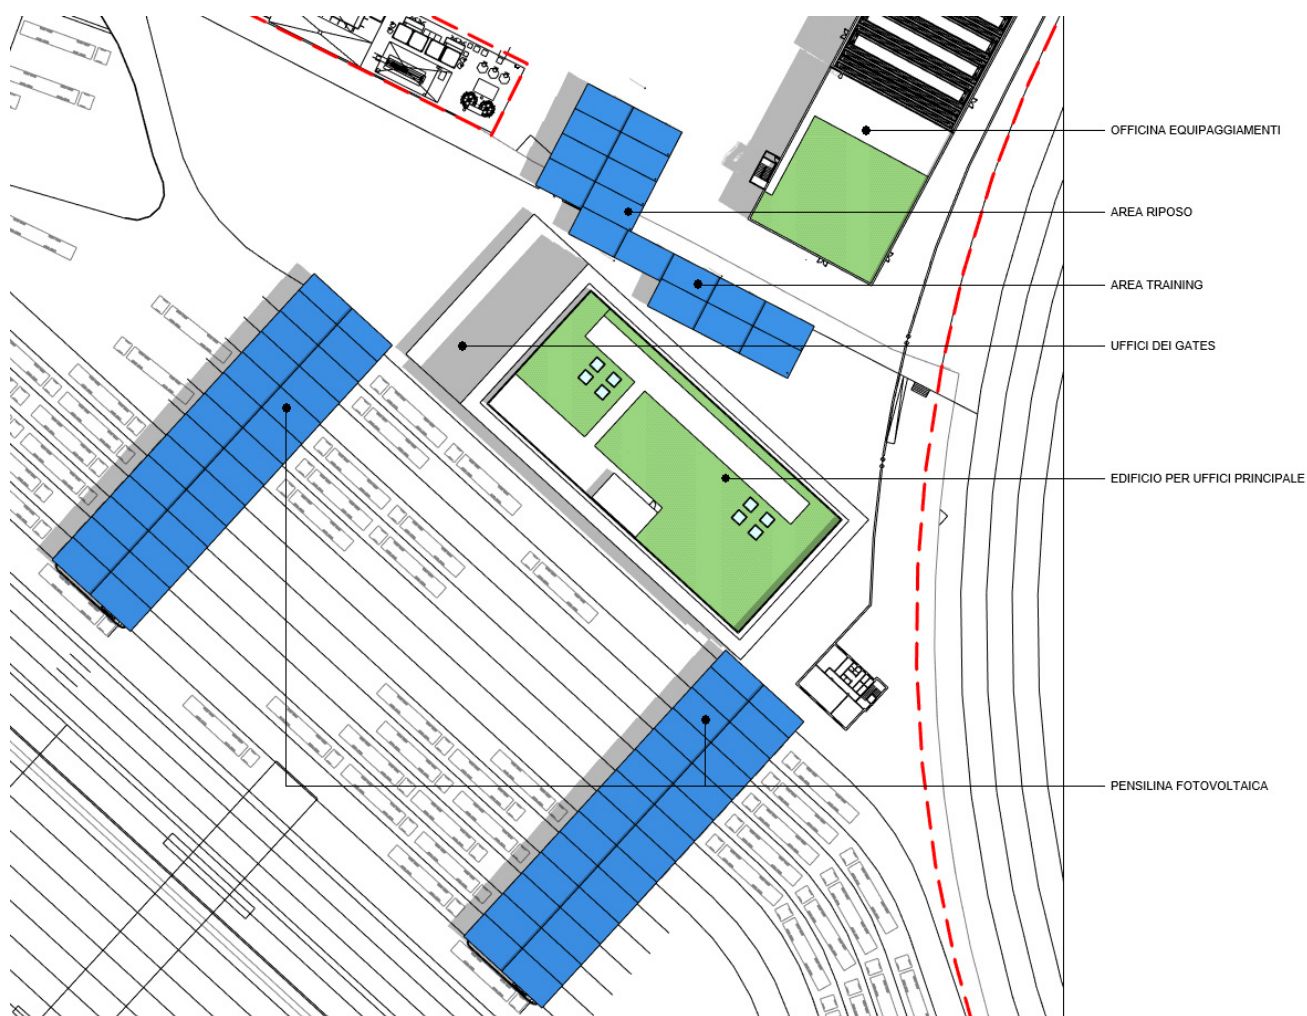 OFFICINA EQUIPAGGIAMENTI
AREA RIPOSO
AREA TRAINING
UFFICI DEI GATES
EDIFICIO PER UFFICI PRINCIPALE
PENSILINA FOTOVOLTAICA